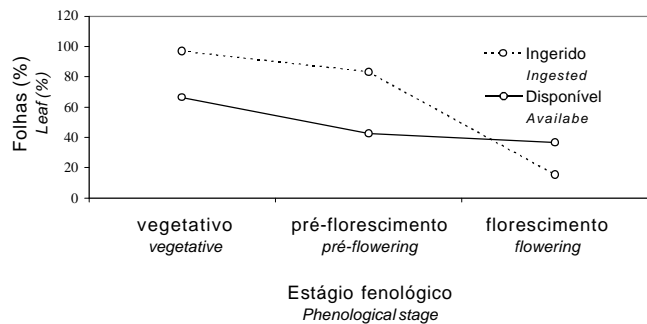 120
100
80
60
40
20
0
Folhas (%)
Leaf (%)
Ingerido
Ingested
Disponível
Availabe
vegetativo
vegetative
pré-florescimento
pré-flowering
florescimento
flowering
Estágio fenológico
Phenological stage